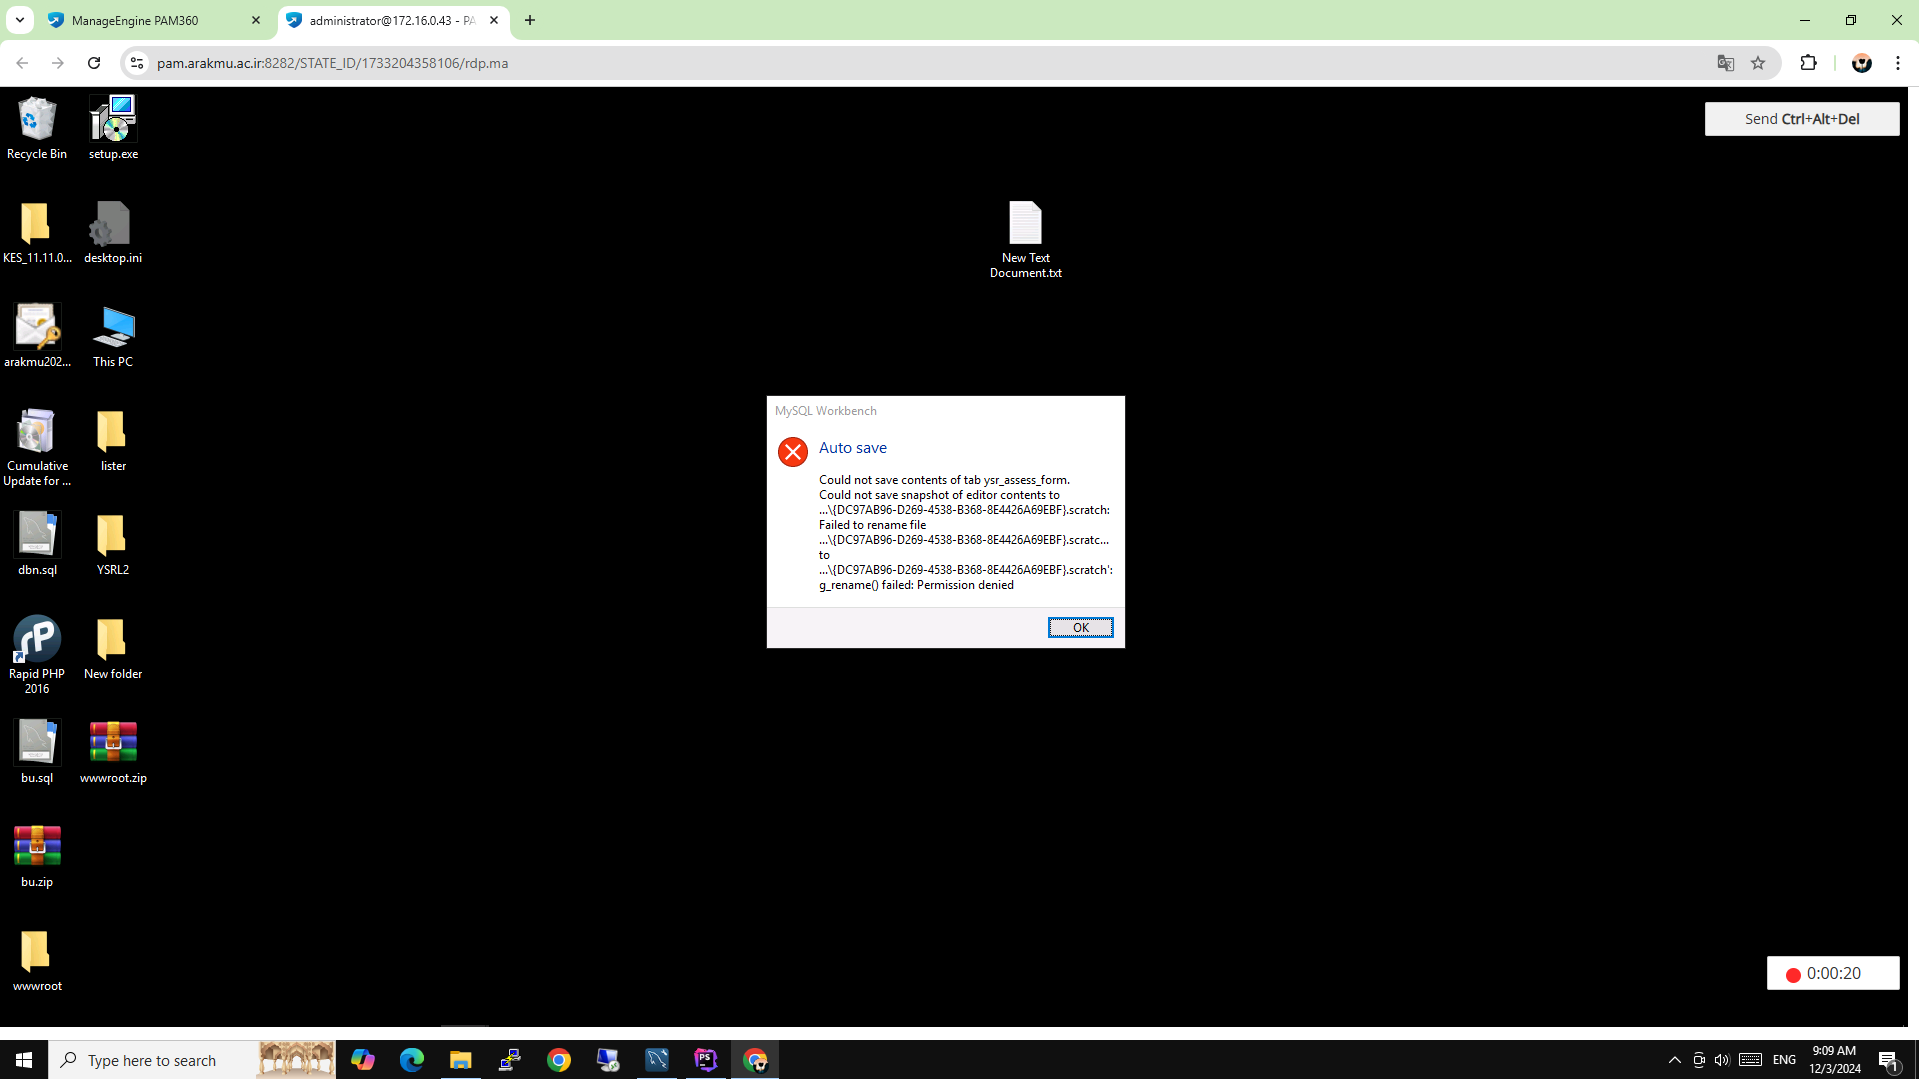 ManageEngine PAM360
administrator@172.16.0.43 - PA
pam.arakmu.ac.ir:8282/STATE_ID/1733204358106/rdp.ma
Send Ctrl+Alt+Del
Recycle Bin
setup.exe
KES_11.11.0...
desktop.ini
New Text
Document.txt
arakmu202...
This PC
Cumulative
Update for ...
lister
dbn.sql
YSRL2
Rapid PHP
2016
New folder
bu.sql
wwwroot.zip
bu.zip
wwwroot
MySQL Workbench
Auto save
Could not save contents of tab ysr_assess_form.
Could not save snapshot of editor contents to
...\{DC97AB96-D269-4538-B368-8E4426A69EBF}.scratch:
Failed to rename file
...\{DC97AB96-D269-4538-B368-8E4426A69EBF}.scratc...
to
...\{DC97AB96-D269-4538-B368-8E4426A69EBF}.scratch':
g_rename() failed: Permission denied
OK
0:00:20
Type here to search
PS
ENG
9:09 AM
12/3/2024
1